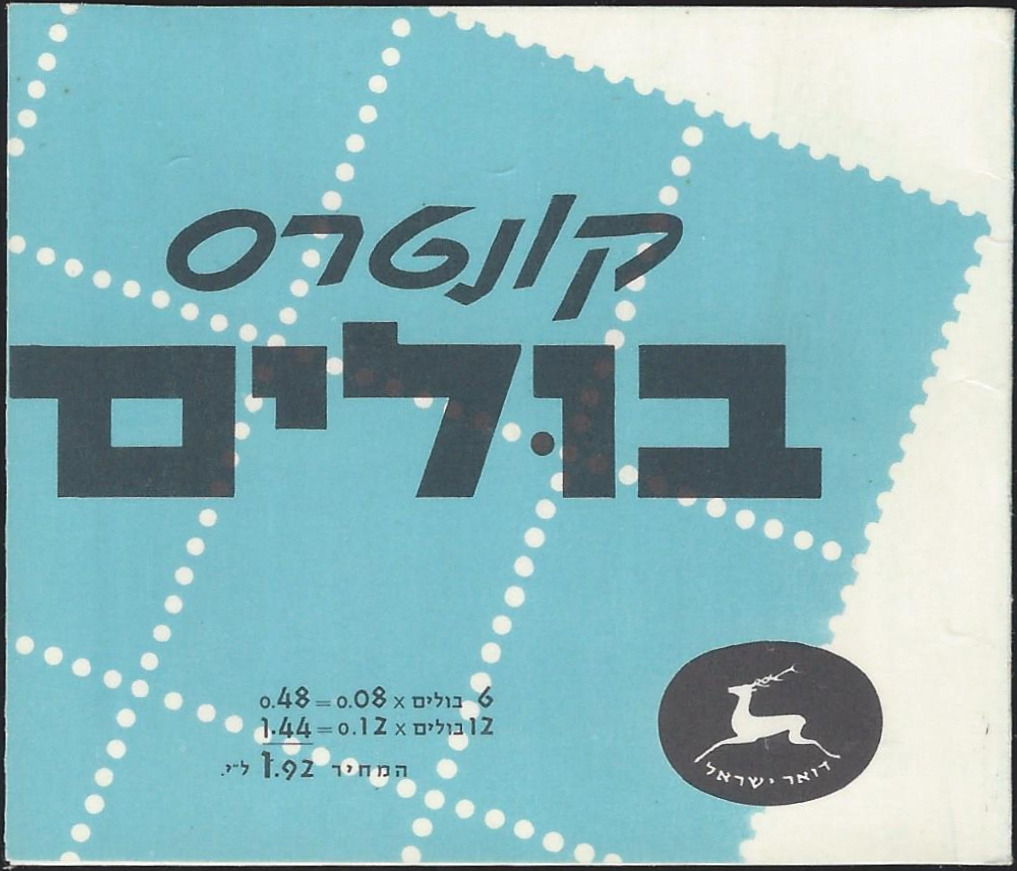 קונטרס
בולים
6 בולים × 0.08 = 0.48
12 בולים × 0.12 = 1.44
המחיר 1.92 ל״י.
דואר ישראל